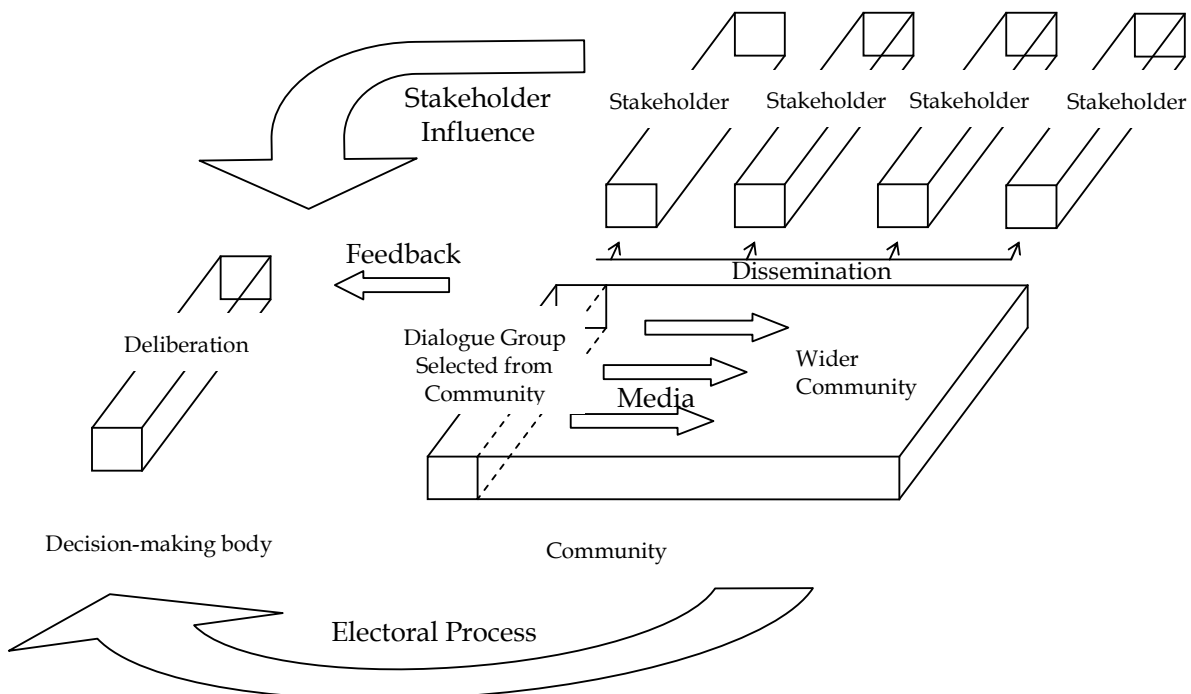 Stakeholder
Influence
Stakeholder
Stakeholder
Stakeholder
Stakeholder
Feedback
Dissemination
Deliberation
Dialogue Group
Selected from
Community
Media
Wider
Community
Decision-making body
Community
Electoral Process